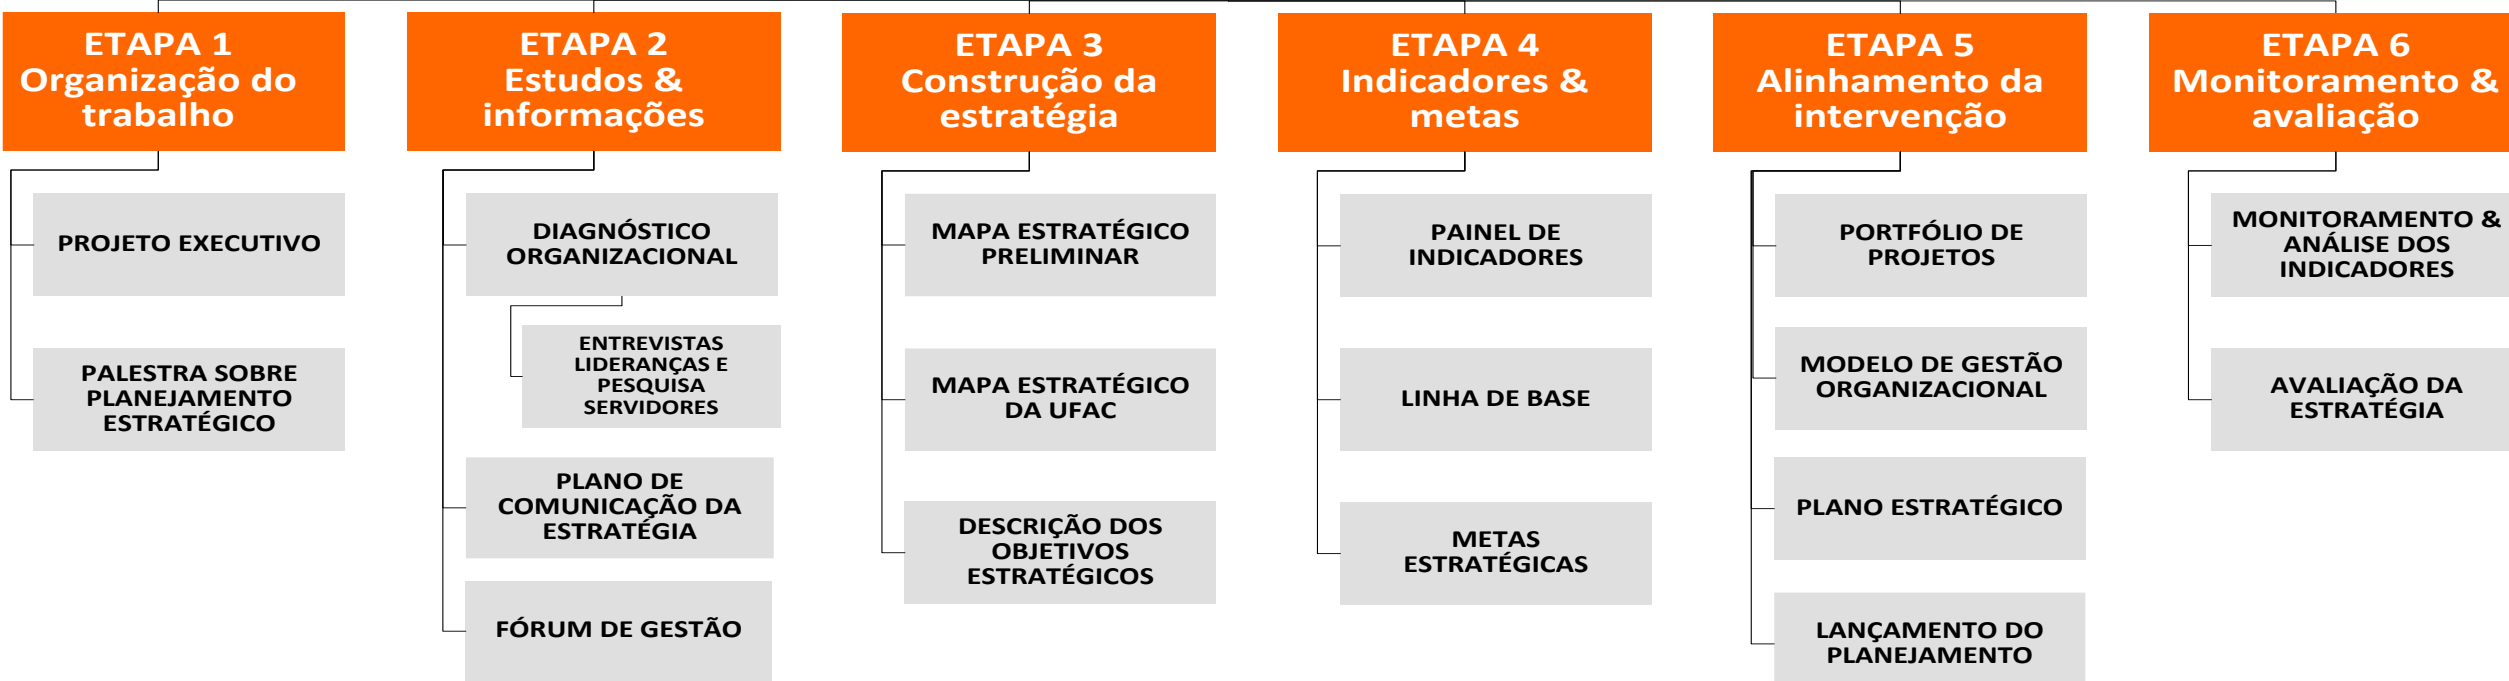 ETAPA 1
Organização do
trabalho
PROJETO EXECUTIVO
PALESTRA SOBRE
PLANEJAMENTO
ESTRATÉGICO
ETAPA 2
Estudos &
informações
DIAGNÓSTICO
ORGANIZACIONAL
ENTREVISTAS
LIDERANÇAS E
PESQUISA
SERVIDORES
PLANO DE
COMUNICAÇÃO DA
ESTRATÉGIA
FÓRUM DE GESTÃO
ETAPA 3
Construção da
estratégia
MAPA ESTRATÉGICO
PRELIMINAR
MAPA ESTRATÉGICO
DA UFAC
DESCRIÇÃO DOS
OBJETIVOS
ESTRATÉGICOS
ETAPA 4
Indicadores &
metas
PAINEL DE
INDICADORES
LINHA DE BASE
METAS
ESTRATÉGICAS
ETAPA 5
Alinhamento da
intervenção
PORTFÓLIO DE
PROJETOS
MODELO DE GESTÃO
ORGANIZACIONAL
PLANO ESTRATÉGICO
LANÇAMENTO DO
PLANEJAMENTO
ETAPA 6
Monitoramento &
avaliação
MONITORAMENTO &
ANÁLISE DOS
INDICADORES
AVALIAÇÃO DA
ESTRATÉGIA